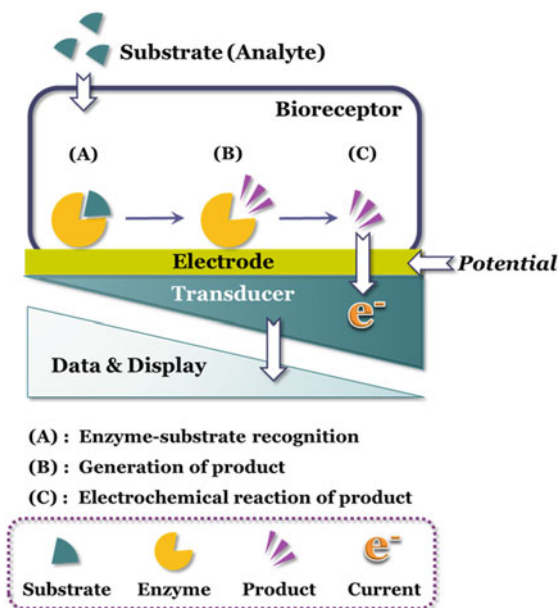 Substrate (Analyte)
Bioreceptor
(A)
(B)
(C)
Electrode
Potential
Transducer
e-
Data & Display
(A) : Enzyme-substrate recognition
(B) : Generation of product
(C) : Electrochemical reaction of product
e-
Substrate Enzyme Product Current